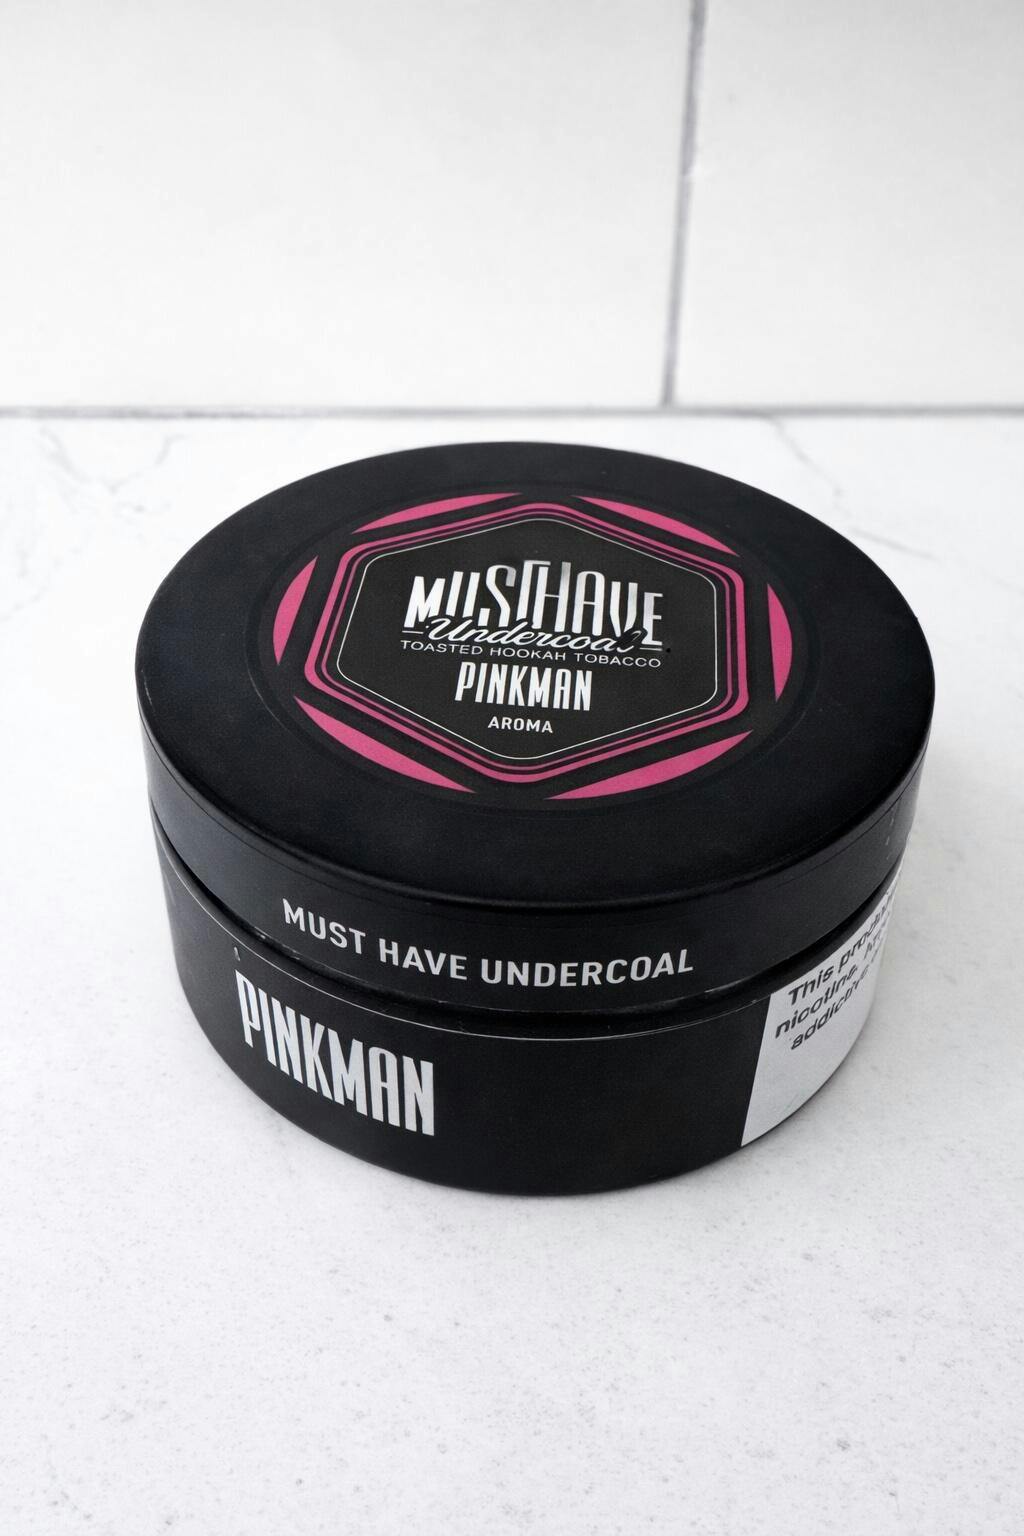 MUSTHAVE
Undercoal
TOASTED HOOKAH TOBACCO
PINKMAN
AROMA
MUST HAVE UNDERCOAL
PINKMAN
This
nicotine
addictive